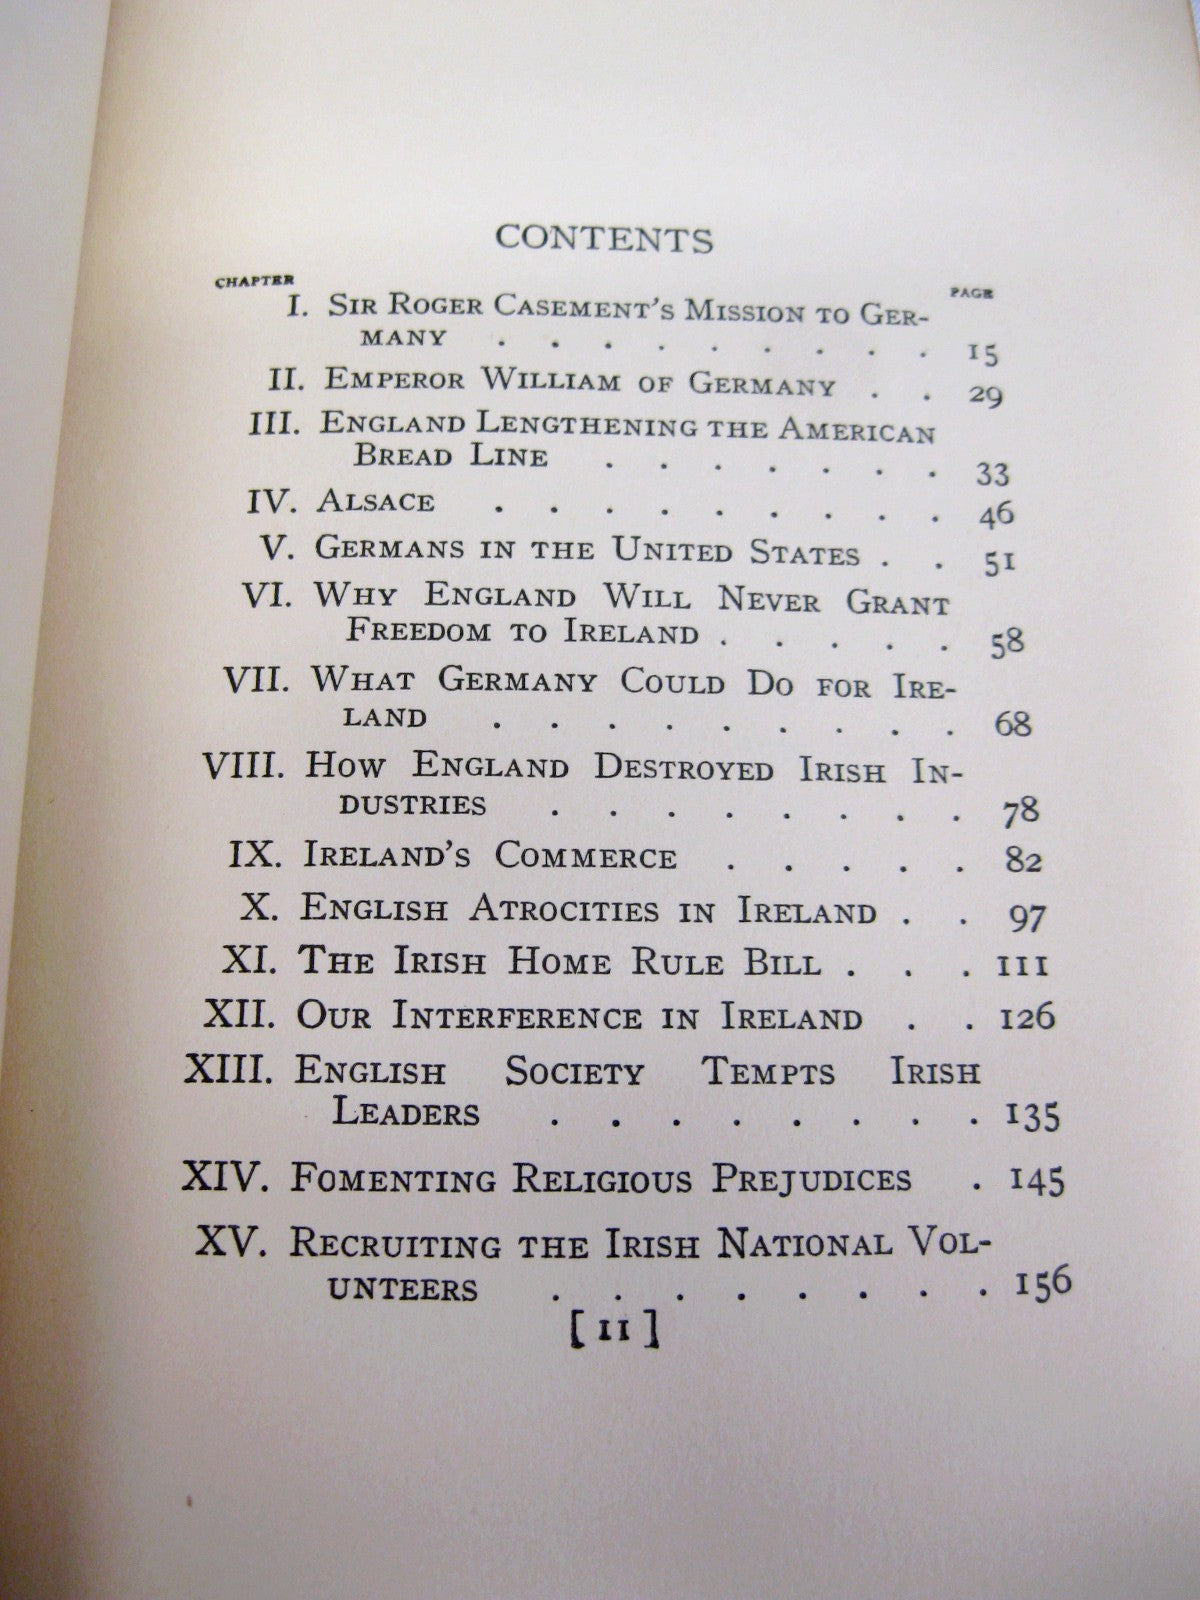 CONTENTS
CHAPTER PAGE
I. SIR ROGER CASEMENT'S MISSION TO GER-
MANY . . . . . . . . . 15
II. EMPEROR WILLIAM OF GERMANY . . 29
III. ENGLAND LENGTHENING THE AMERICAN
BREAD LINE . . . . . . . 33
IV. ALSACE . . . . . . . . . 46
V. GERMANS IN THE UNITED STATES . . 51
VI. WHY ENGLAND WILL NEVER GRANT
FREEDOM TO IRELAND . . . . . 58
VII. WHAT GERMANY COULD DO FOR IRE-
LAND . . . . . . . . . 68
VIII. HOW ENGLAND DESTROYED IRISH IN-
DUSTRIES . . . . . . . . 78
IX. IRELAND'S COMMERCE . . . . . 82
X. ENGLISH ATROCITIES IN IRELAND . . 97
XI. THE IRISH HOME RULE BILL . . . 111
XII. OUR INTERFERENCE IN IRELAND . . 126
XIII. ENGLISH SOCIETY TEMPTS IRISH
LEADERS . . . . . . . . 135
XIV. FOMENTING RELIGIOUS PREJUDICES . 145
XV. RECRUITING THE IRISH NATIONAL VOL-
UNTEERS . . . . . . . . 156
[ 11 ]